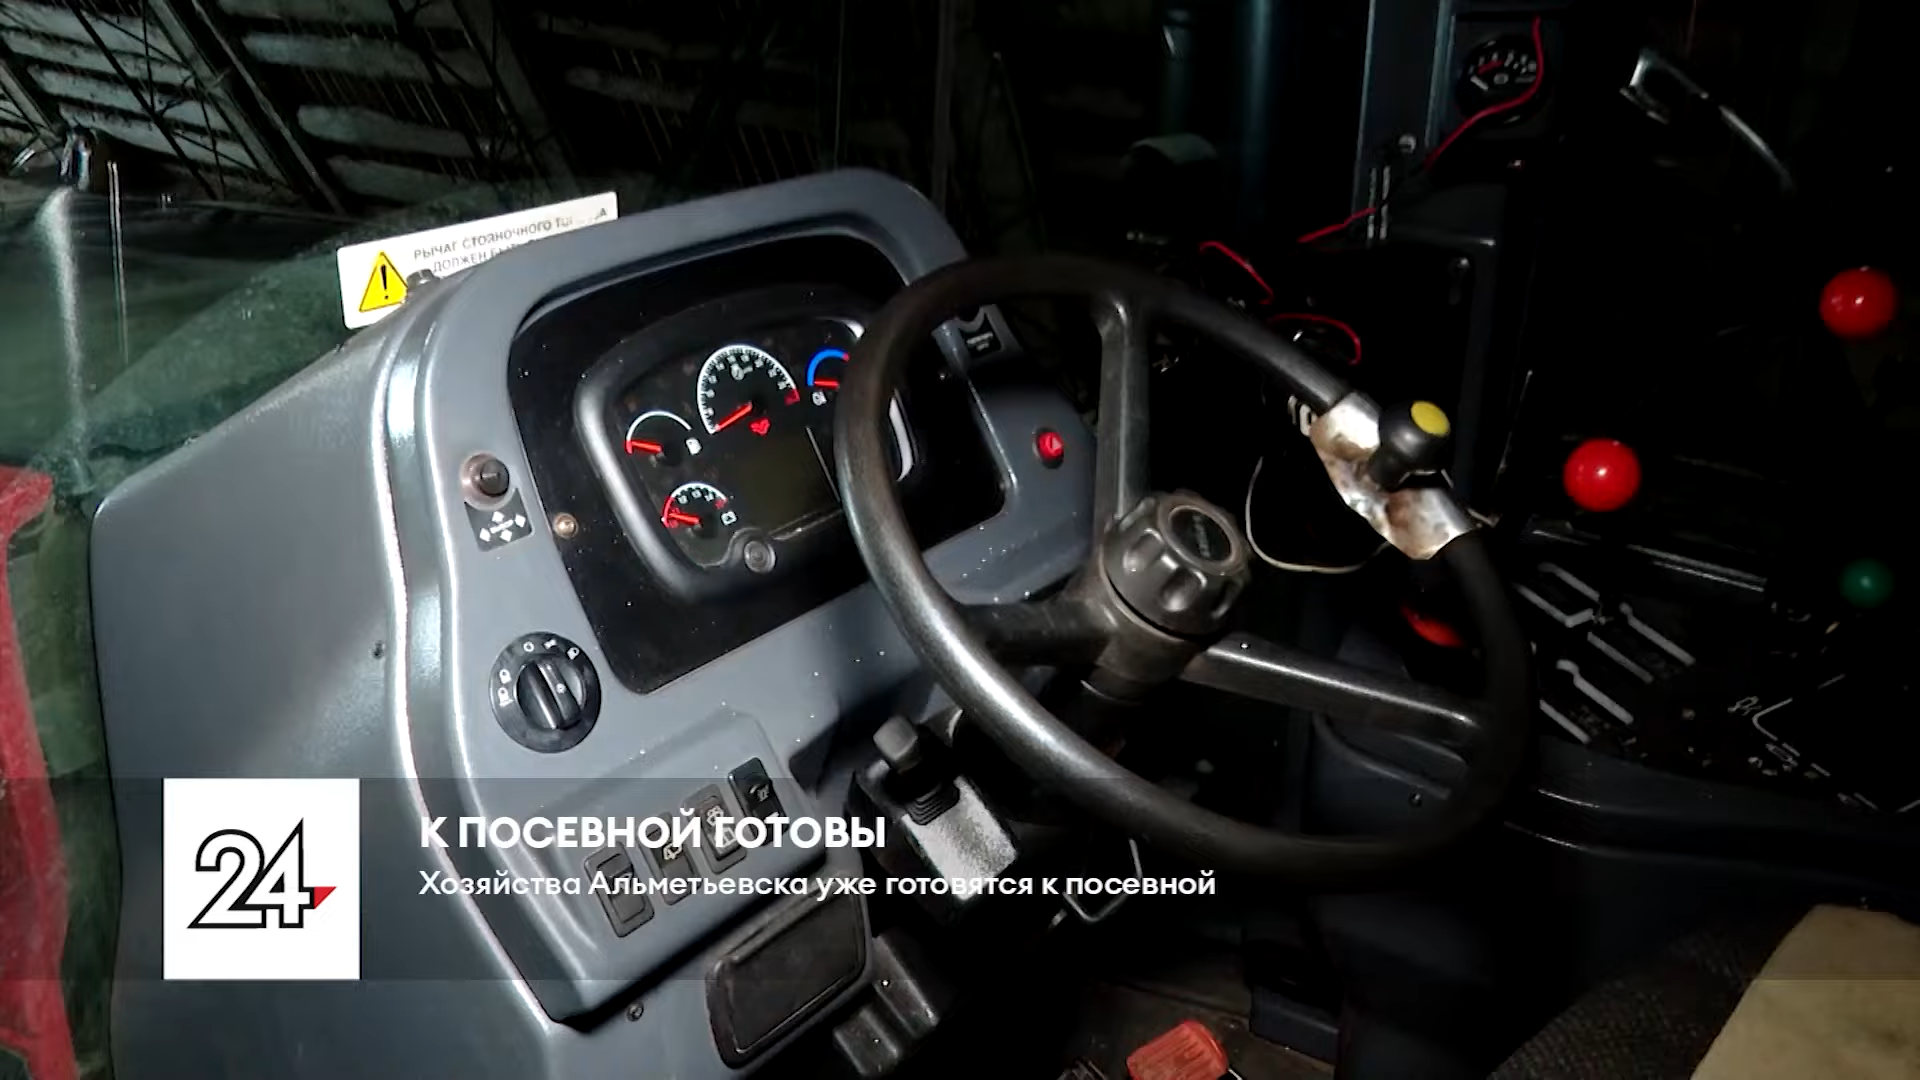 РЫЧАГ СТОЯНОЧНОГО
ДОЛЖЕН
24
К ПОСЕВНОЙ ГОТОВЫ
Хозяйства Альметьевска уже готовятся к посевной